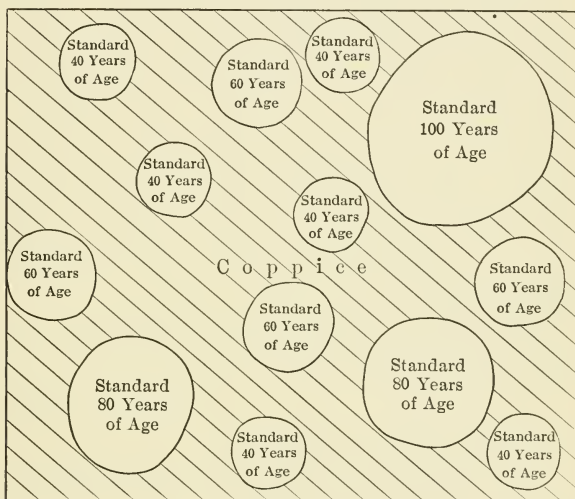 Standard
40 Years
of Age
Standard
60 Years
of Age
Standard
40 Years
of Age
Standard
100 Years
of Age
Standard
40 Years
of Age
Standard
40 Years
of Age
Standard
60 Years
of Age
Coppice
Standard
60 Years
of Age
Standard
60 Years
of Age
Standard
80 Years
of Age
Standard
80 Years
of Age
Standard
40 Years
of Age
Standard
40 Years
of Age